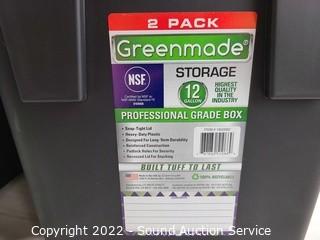 2 PACK
Greenmade®
NSF
STORAGE
12
GALLON
HIGHEST
QUALITY
IN THE
INDUSTRY
PROFESSIONAL GRADE BOX
• Snap-Tight Lid
• Heavy-Duty Plastic
• Designed For Long-Term Durability
• Reinforced Construction
• Padlock Holes For Security
• Recessed Lid For Stacking
BUILT TUFF TO LAST
100% RECYCLABLE
Copyright 2022 - Sound Auction Service